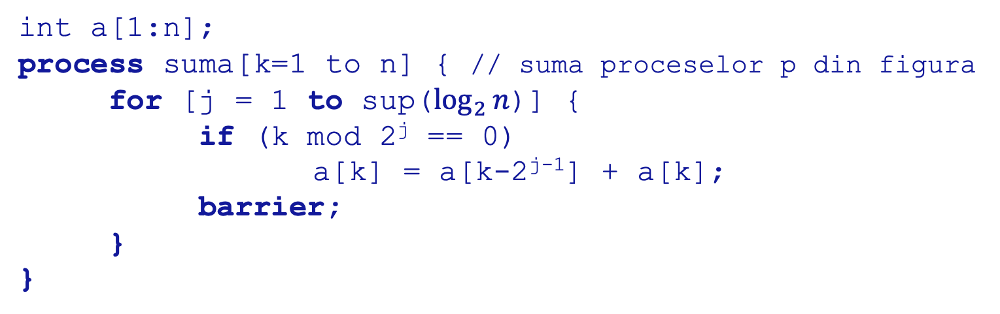 int a[1:n];
process suma[k=1 to n] { // suma proceselor p din figura
for [j = 1 to sup(log₂ n)] {
if (k mod 2ʲ == 0)
a[k] = a[k-2ʲ⁻¹] + a[k];
barrier;
}
}